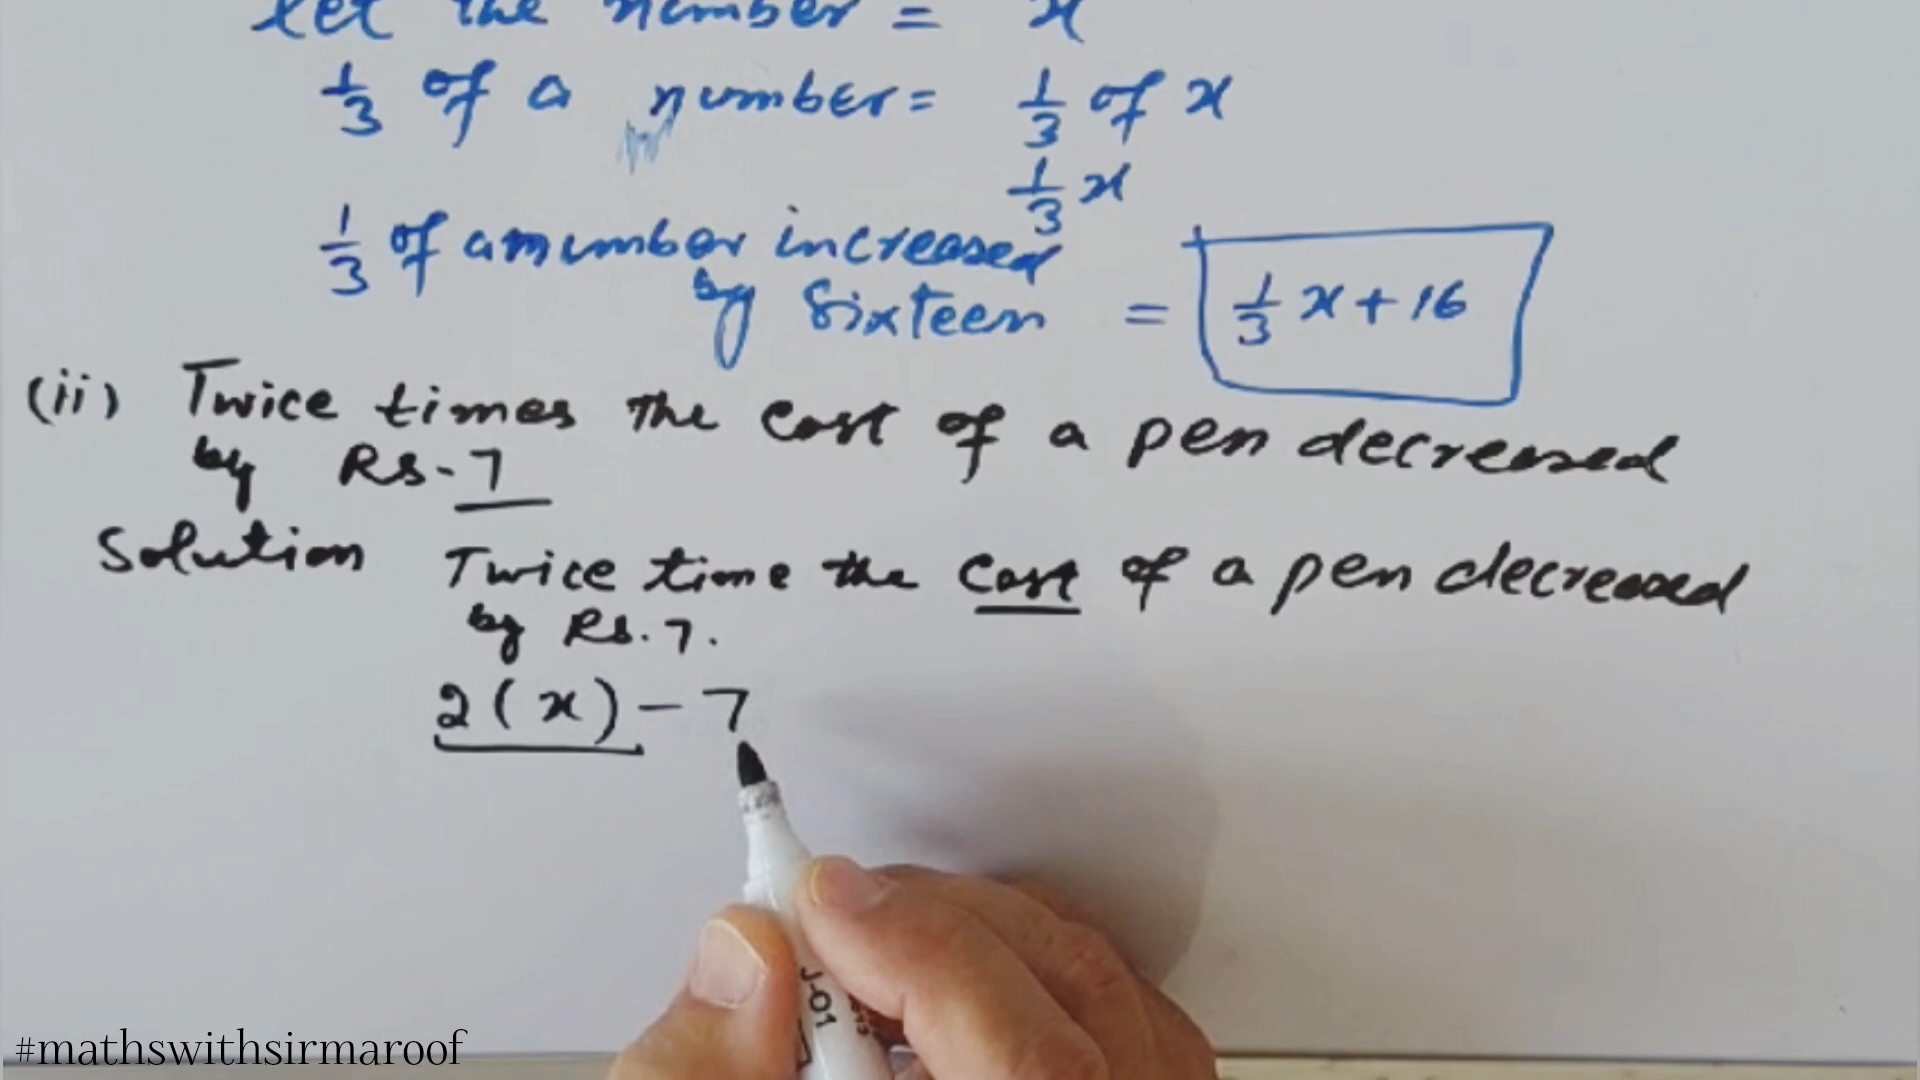 Let the number = x
1/3 of a number = 1/3 of x
1/3 x
1/3 of a number increased
by Sixteen = 1/3 x + 16
(ii) Twice times the cost of a pen decreased
by Rs-7
Solution Twice time the cost of a pen decreased
by Rs.7.
2(x) - 7
J-01
#mathswithsirmaroof